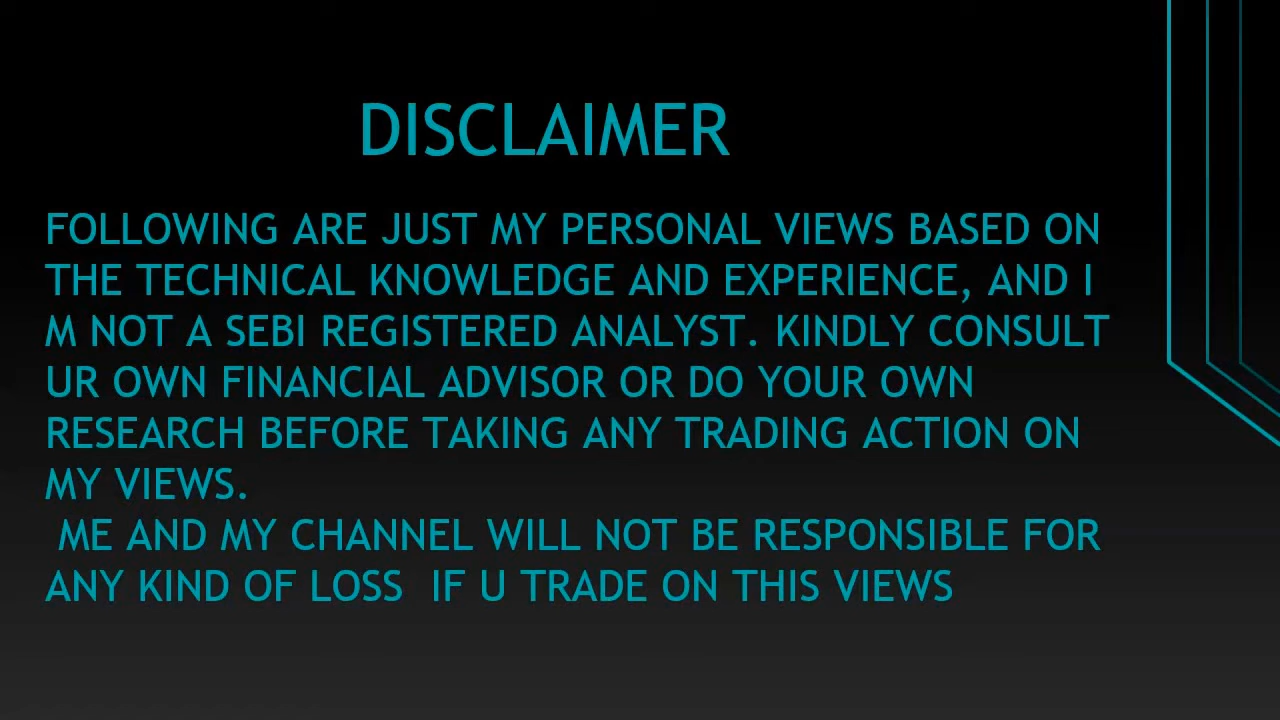 DISCLAIMER
FOLLOWING ARE JUST MY PERSONAL VIEWS BASED ON
THE TECHNICAL KNOWLEDGE AND EXPERIENCE, AND I
M NOT A SEBI REGISTERED ANALYST. KINDLY CONSULT
UR OWN FINANCIAL ADVISOR OR DO YOUR OWN
RESEARCH BEFORE TAKING ANY TRADING ACTION ON
MY VIEWS.
ME AND MY CHANNEL WILL NOT BE RESPONSIBLE FOR
ANY KIND OF LOSS  IF U TRADE ON THIS VIEWS